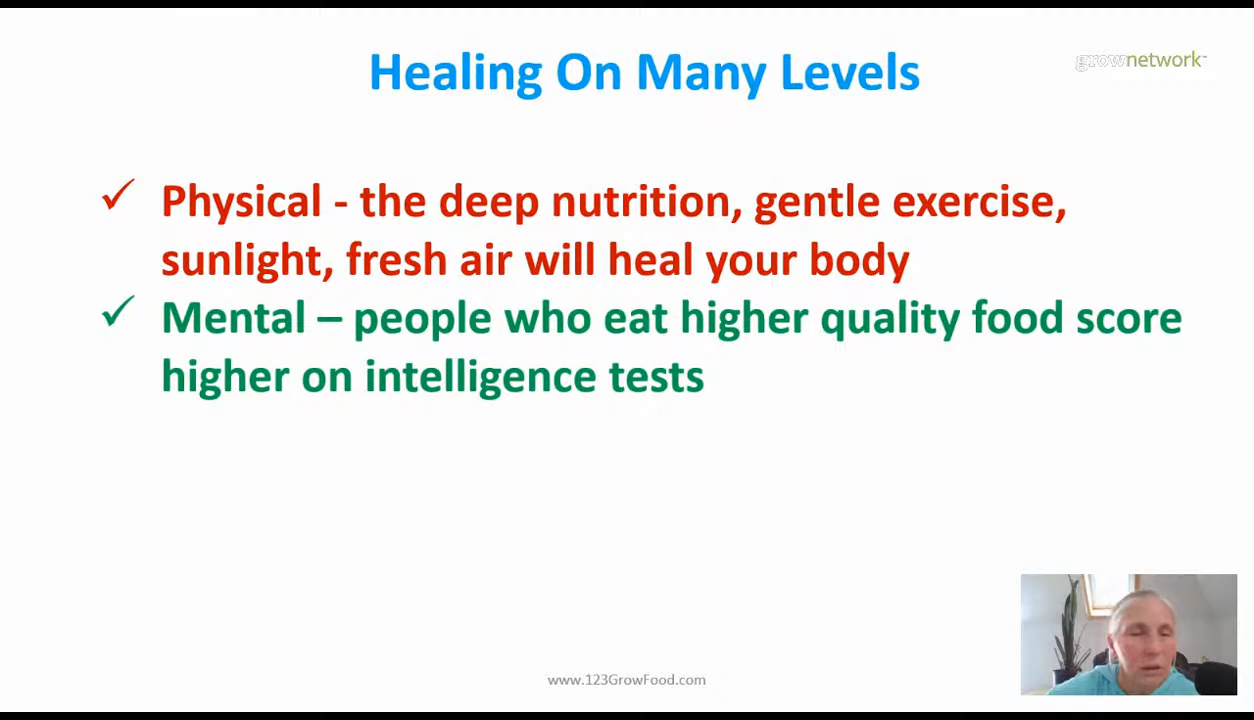 Healing On Many Levels
grownetwork™
✓ Physical - the deep nutrition, gentle exercise,
sunlight, fresh air will heal your body
✓ Mental – people who eat higher quality food score
higher on intelligence tests
www.123GrowFood.com